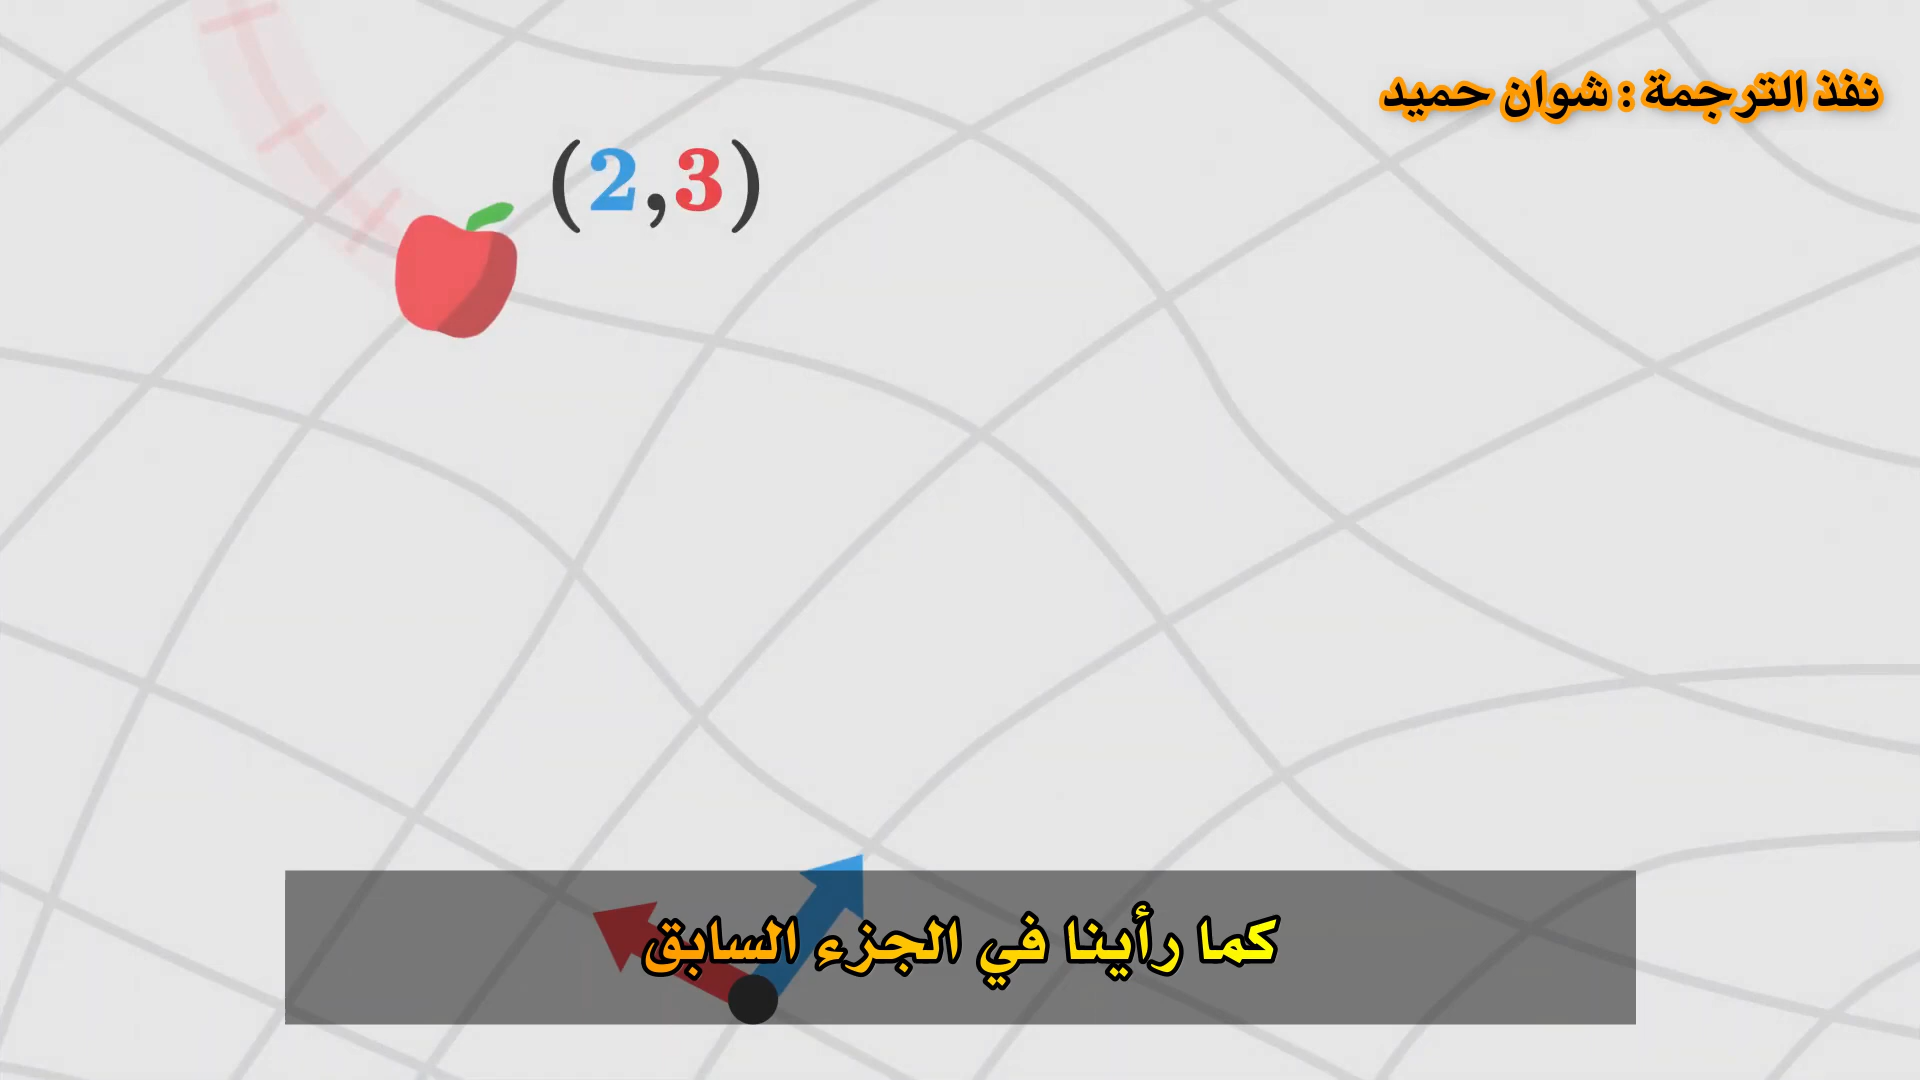 نفذ الترجمة : شوان حميد
(2,3)
كما رأينا في الجزء السابق